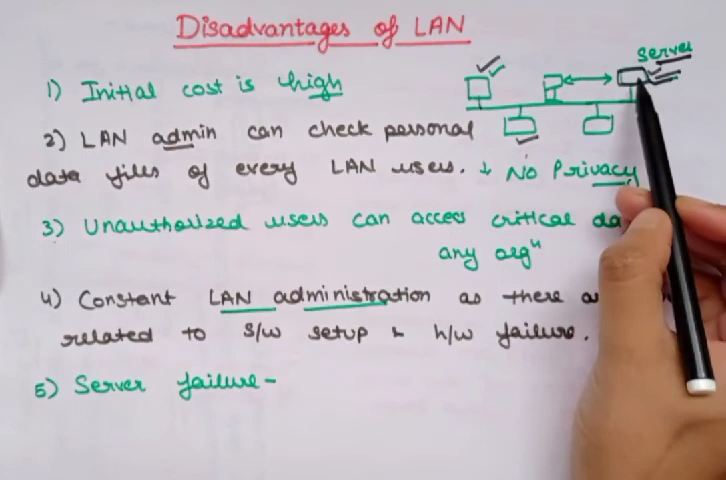 Disadvantages of LAN
Server
1) Initial cost is high
2) LAN admin can check personal
data files of every LAN users. ↓ No Privacy
3) Unauthorized users can access critical da
any orgⁿ
4) Constant LAN administration as there a
related to S/w setup & h/w failure.
5) Server failure-